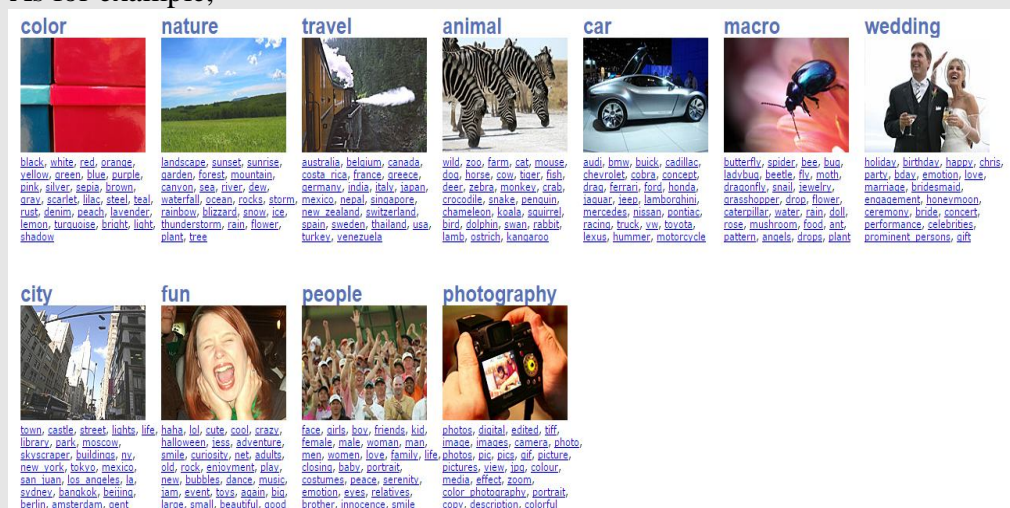 As for example,
color nature travel animal car macro wedding
black, white, red, orange,
yellow, green, blue, purple,
pink, silver, sepia, brown,
gray, scarlet, lilac, steel, teal,
rust, denim, peach, lavender,
lemon, turquoise, bright, light,
shadow
landscape, sunset, sunrise,
garden, forest, mountain,
canyon, sea, river, dew,
waterfall, ocean, rocks, storm,
rainbow, blizzard, snow, ice,
thunderstorm, rain, flower,
plant, tree
australia, belgium, canada,
costa_rica, france, greece,
germany, india, italy, japan,
mexico, nepal, singapore,
new_zealand, switzerland,
spain, sweden, thailand, usa,
turkey, venezuela
wild, zoo, farm, cat, mouse,
dog, horse, cow, tiger, fish,
deer, zebra, monkey, crab,
crocodile, snake, penguin,
chameleon, koala, squirrel,
bird, dolphin, swan, rabbit,
lamb, ostrich, kangaroo
audi, bmw, buick, cadillac,
chevrolet, cobra, concept,
drag, ferrari, ford, honda,
jaguar, jeep, lamborghini,
mercedes, nissan, pontiac,
racing, truck, vw, toyota,
lexus, hummer, motorcycle
butterfly, spider, bee, bug,
ladybug, beetle, fly, moth,
dragonfly, snail, jewelry,
grasshopper, drop, flower,
caterpillar, water, rain, doll,
rose, mushroom, food, ant,
pattern, angels, drops, plant
holiday, birthday, happy, chris,
party, bday, emotion, love,
marriage, bridesmaid,
engagement, honeymoon,
ceremony, bride, concert,
performance, celebrities,
prominent_persons, gift
city fun people photography
town, castle, street, lights, life,
library, park, moscow,
skyscraper, buildings, ny,
new_york, tokyo, mexico,
san_juan, los_angeles, la,
sydney, bangkok, beijing,
berlin, amsterdam, gent
haha, lol, cute, cool, crazy,
halloween, jess, adventure,
smile, curiosity, net, adults,
old, rock, enjoyment, play,
new, bubbles, dance, music,
jam, event, toys, again, big,
large, small, beautiful, good
face, girls, boy, friends, kid,
female, male, woman, man,
men, women, love, family, life,
closing, baby, portrait,
costumes, peace, serenity,
emotion, eyes, relatives,
brother, innocence, smile
photos, digital, edited, tiff,
image, images, camera, photo,
photos, pic, pics, gif, picture,
pictures, view, jpg, colour,
media, effect, zoom,
color_photography, portrait,
copy, description, colorful